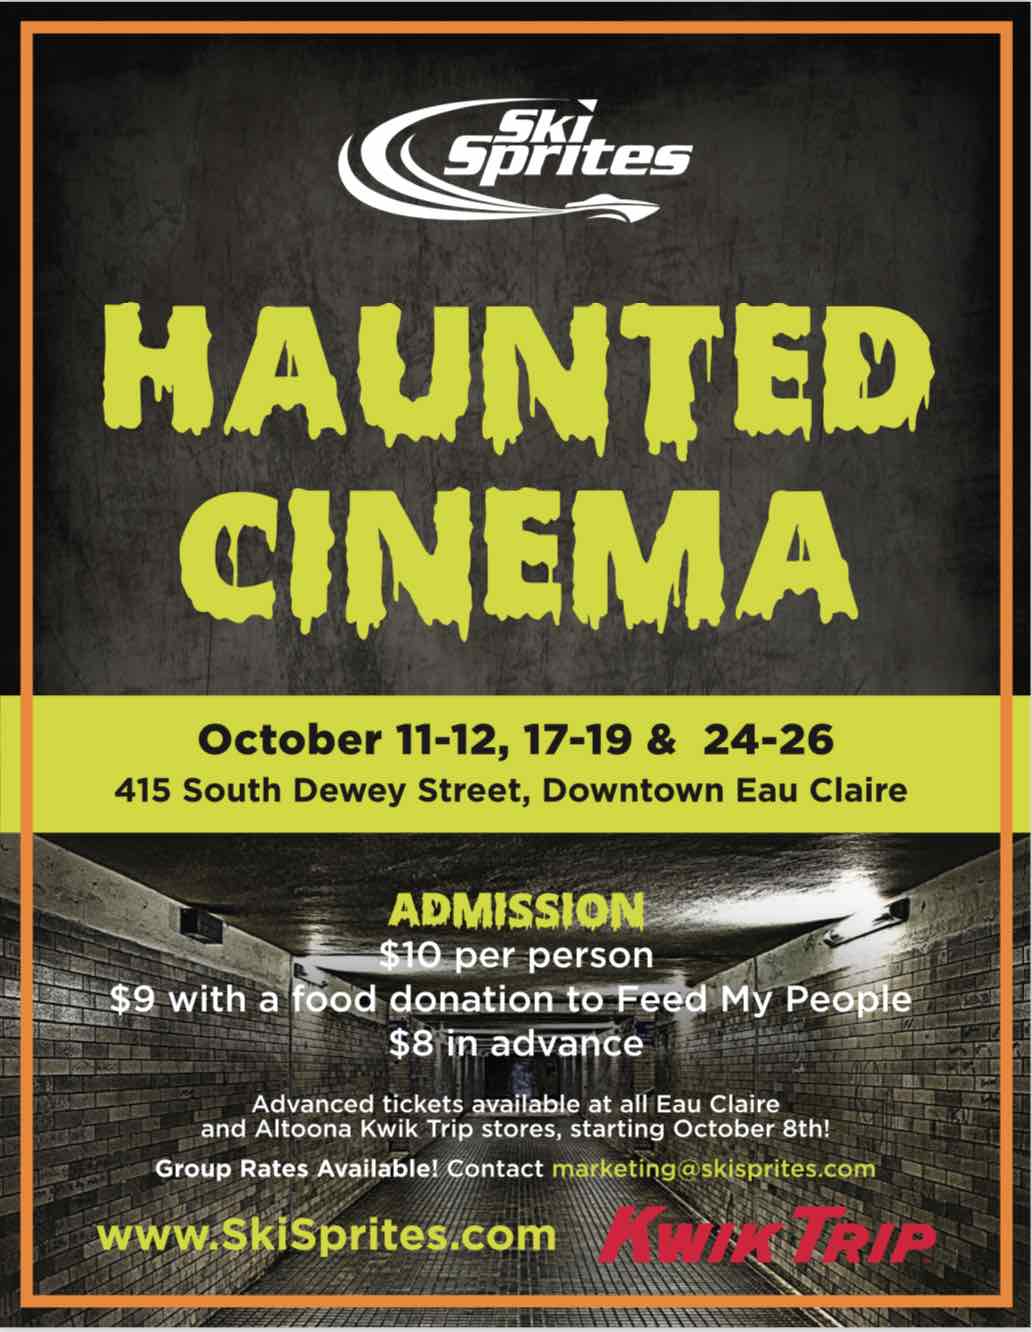 Ski
Sprites
HAUNTED
CINEMA
October 11-12, 17-19 & 24-26
415 South Dewey Street, Downtown Eau Claire
ADMISSION
$10 per person
$9 with a food donation to Feed My People
$8 in advance
Advanced tickets available at all Eau Claire
and Altoona Kwik Trip stores, starting October 8th!
Group Rates Available! Contact marketing@skisprites.com
www.SkiSprites.com
KWIK TRIP